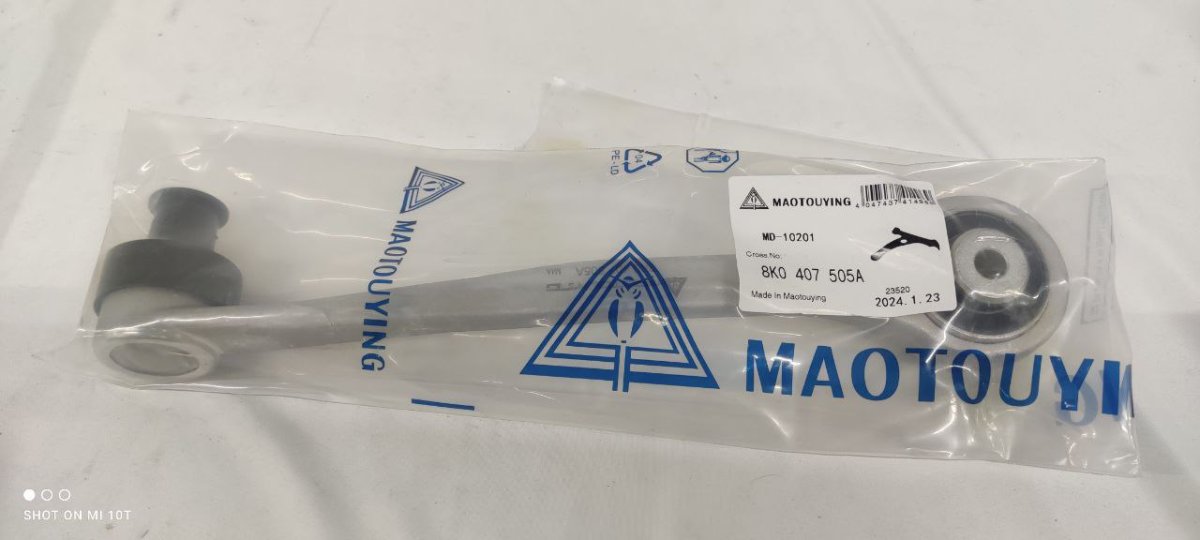 04
PE-LD
MAOTOUYING
MAOTOUYING
MD-10201
Cross No:
8K0 407 505A
Made in Maotouying
23520
2024.1.23
MAOTOUYIN
SHOT ON MI 10T